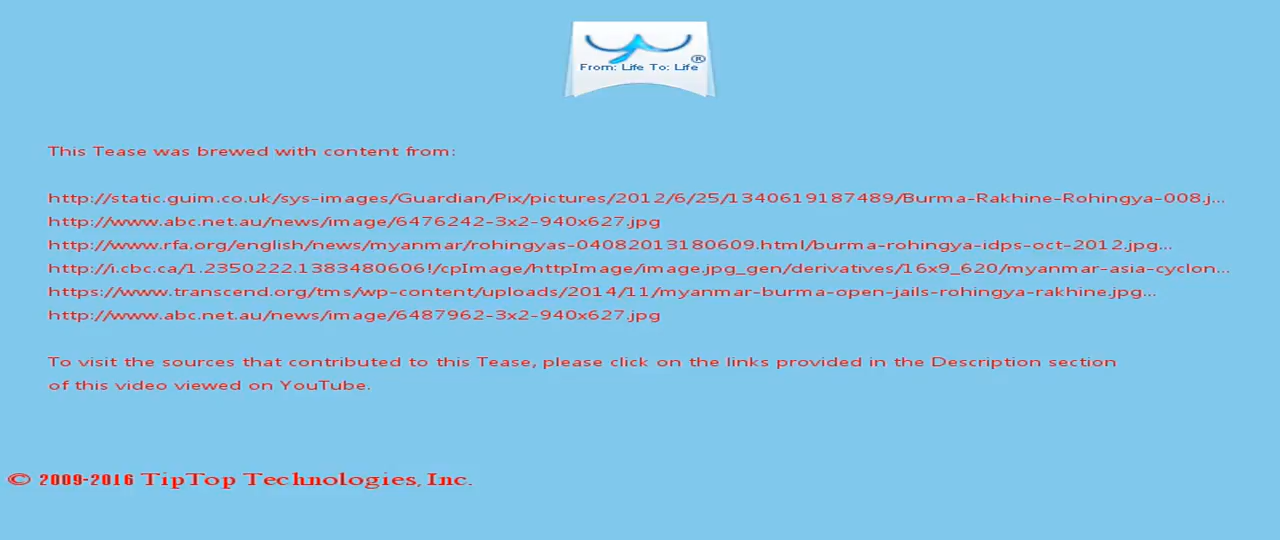 From: Life To: Life ®
This Tease was brewed with content from:
http://static.guim.co.uk/sys-images/Guardian/Pix/pictures/2012/6/25/1340619187489/Burma-Rakhine-Rohingya-008.j...
http://www.abc.net.au/news/image/6476242-3x2-940x627.jpg
http://www.rfa.org/english/news/myanmar/rohingyas-04082013180609.html/burma-rohingya-idps-oct-2012.jpg...
http://i.cbc.ca/1.2350222.1383480606!/cpImage/httpImage/image.jpg_gen/derivatives/16x9_620/myanmar-asia-cyclon...
https://www.transcend.org/tms/wp-content/uploads/2014/11/myanmar-burma-open-jails-rohingya-rakhine.jpg...
http://www.abc.net.au/news/image/6487962-3x2-940x627.jpg
To visit the sources that contributed to this Tease, please click on the links provided in the Description section
of this video viewed on YouTube.
© 2009-2016 TipTop Technologies, Inc.